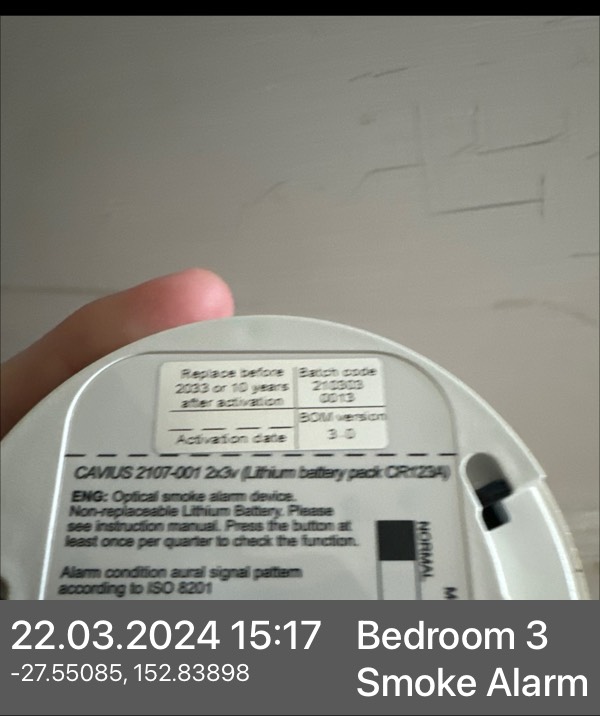 Replace before
2033 or 10 years
after activation
Activation date
Batch code
210303
0013
BOM version
3.0
CAVIUS 2107-001 2x3v (Lithium battery pack CR123A)
ENG: Optical smoke alarm device.
Non-replaceable Lithium Battery. Please
see instruction manual. Press the button at
least once per quarter to check the function.
Alarm condition aural signal pattern
according to ISO 8201
NORMAL
M
22.03.2024 15:17
-27.55085, 152.83898
Bedroom 3
Smoke Alarm